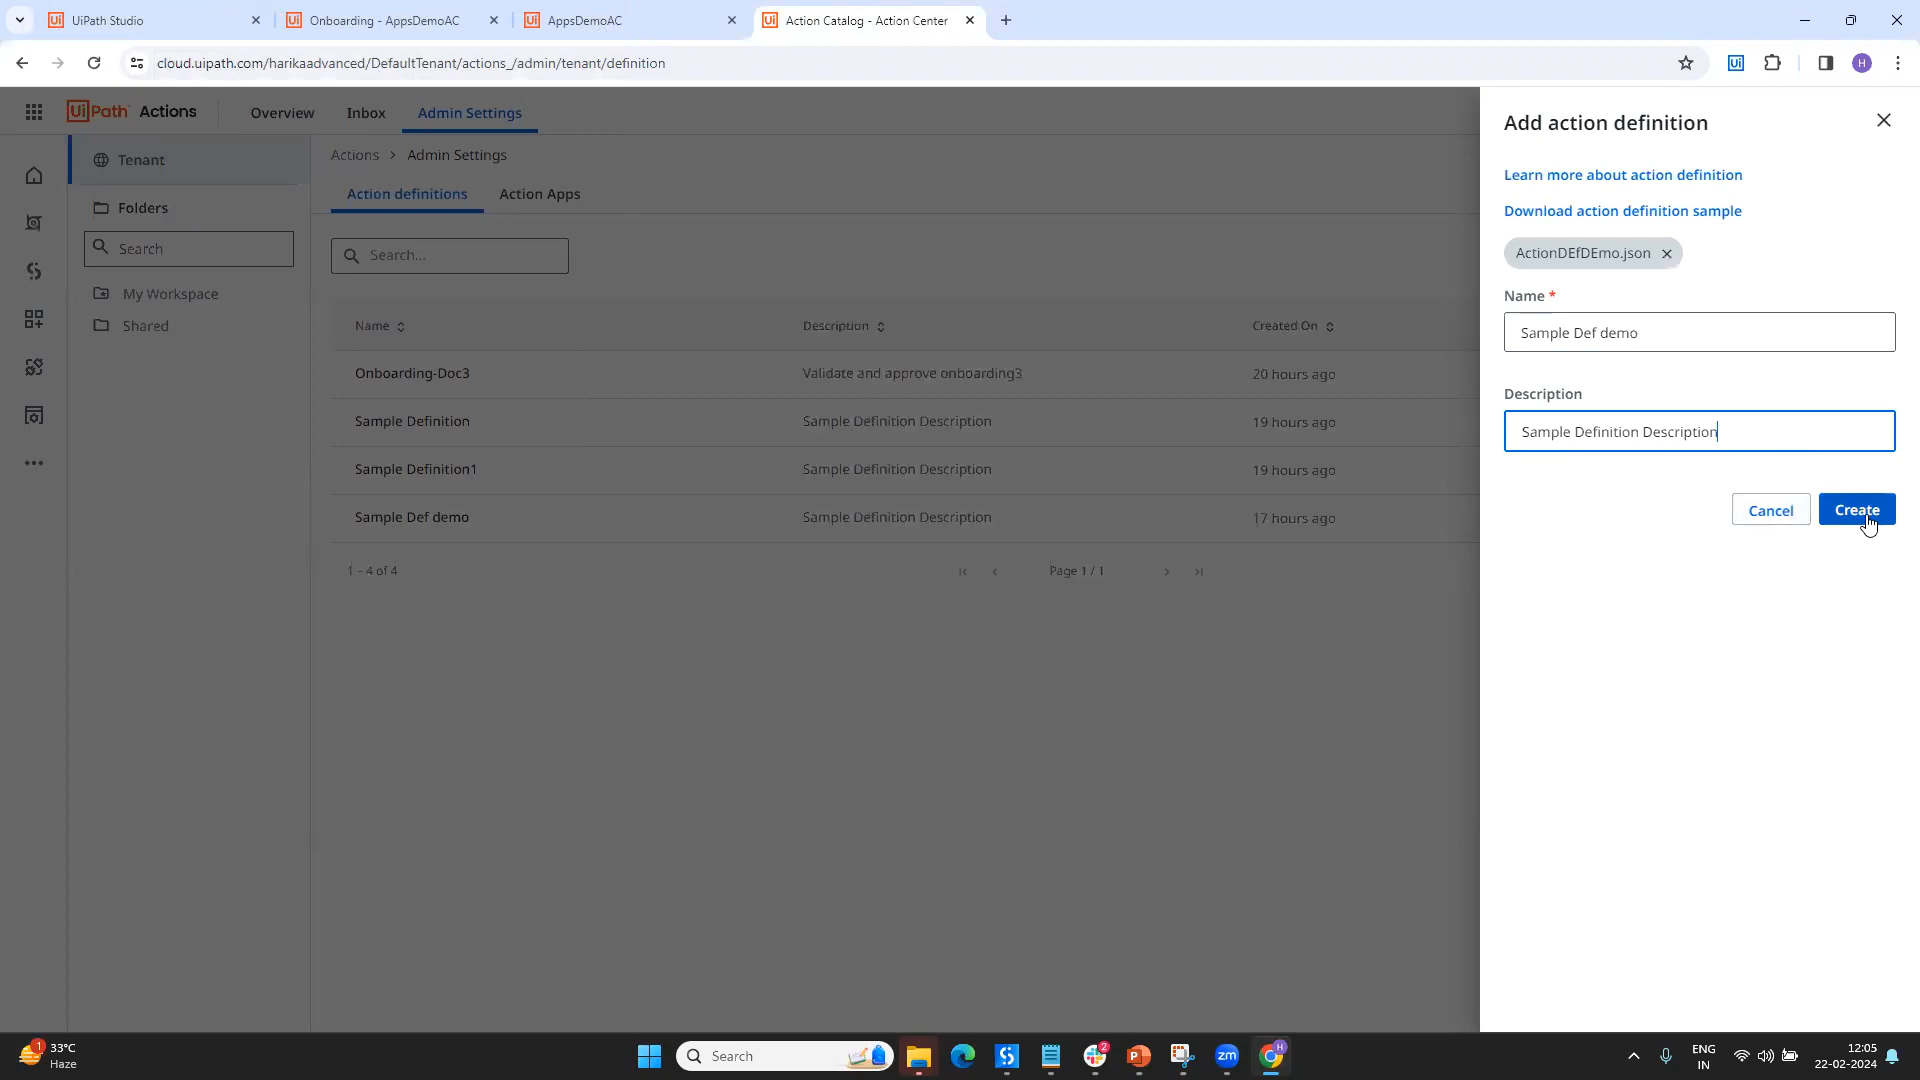 UiPath Studio
Onboarding - AppsDemoAC
AppsDemoAC
Action Catalog - Action Center
cloud.uipath.com/harikaadvanced/DefaultTenant/actions_/admin/tenant/definition
Ui
H
UiPath Actions
Overview
Inbox
Admin Settings
Tenant
Folders
Search
My Workspace
Shared
Actions > Admin Settings
Action definitions
Action Apps
Search...
Name
Description
Created On
Onboarding-Doc3
Validate and approve onboarding3
20 hours ago
Sample Definition
Sample Definition Description
19 hours ago
Sample Definition1
Sample Definition Description
19 hours ago
Sample Def demo
Sample Definition Description
17 hours ago
1 - 4 of 4
Page 1 / 1
Add action definition
Learn more about action definition
Download action definition sample
ActionDEfDEmo.json
Name *
Sample Def demo
Description
Sample Definition Description
Cancel
Create
1
33°C
Haze
Search
2
zm
H
ENG
IN
12:05
22-02-2024